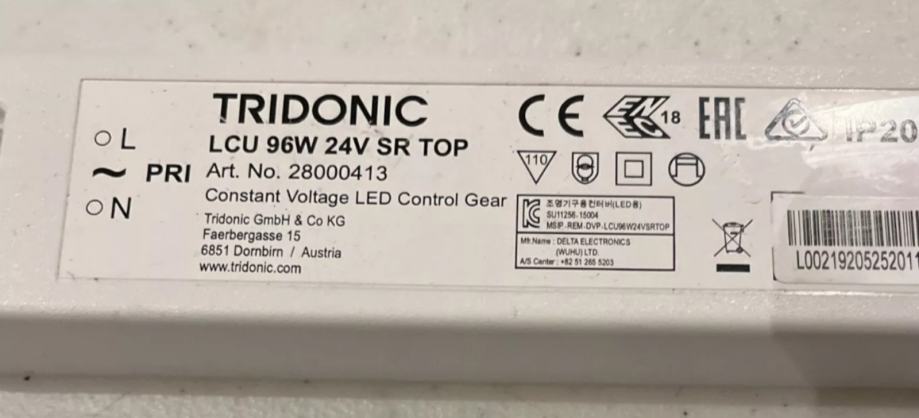 TRIDONIC
LCU 96W 24V SR TOP
L
~ PRI
N
Art. No. 28000413
Constant Voltage LED Control Gear
Tridonic GmbH & Co KG
Faerbergasse 15
6851 Dornbirn / Austria
www.tridonic.com
CE
ENEC 18
EAC
IP20
110
조명기구용컨버터(LED용)
SU11256-15004
MSIP-REM-DVP-LCU96W24VSRTOP
Mfr.Name : DELTA ELECTRONICS
(WUHU) LTD.
A/S Center : +82 51 265 5203
L00219205252011